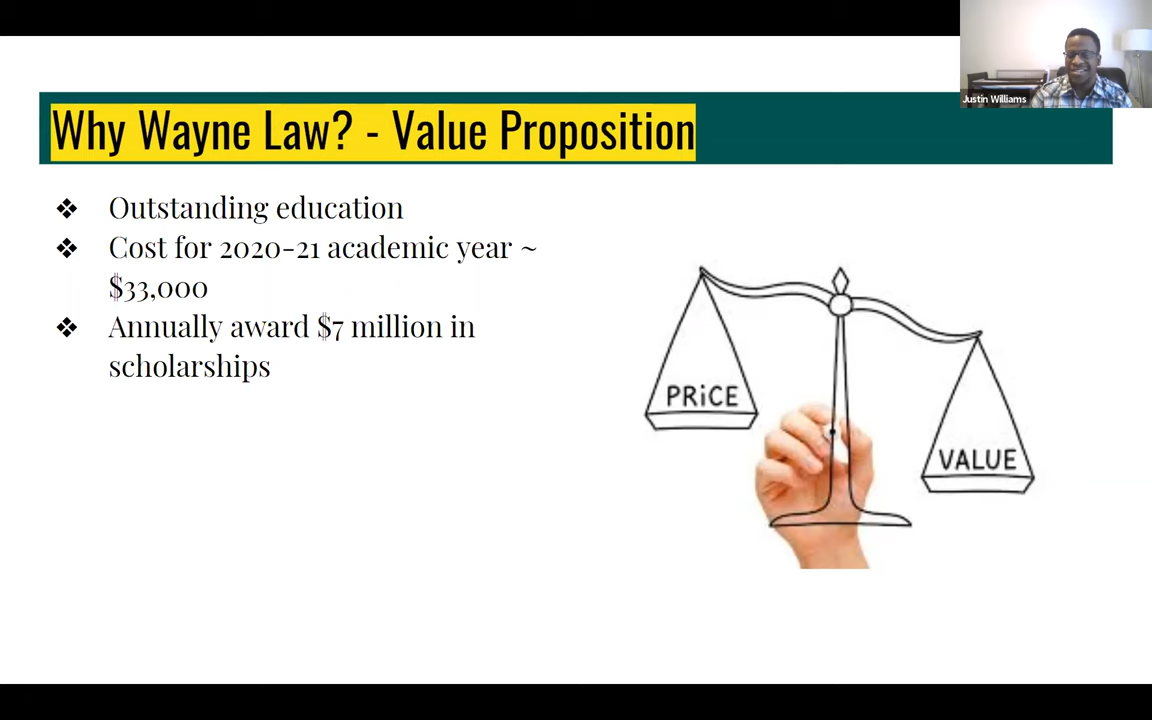 Justin Williams
Why Wayne Law? - Value Proposition
❖ Outstanding education
❖ Cost for 2020-21 academic year ~
$33,000
❖ Annually award $7 million in
scholarships
PRiCE
VALUE